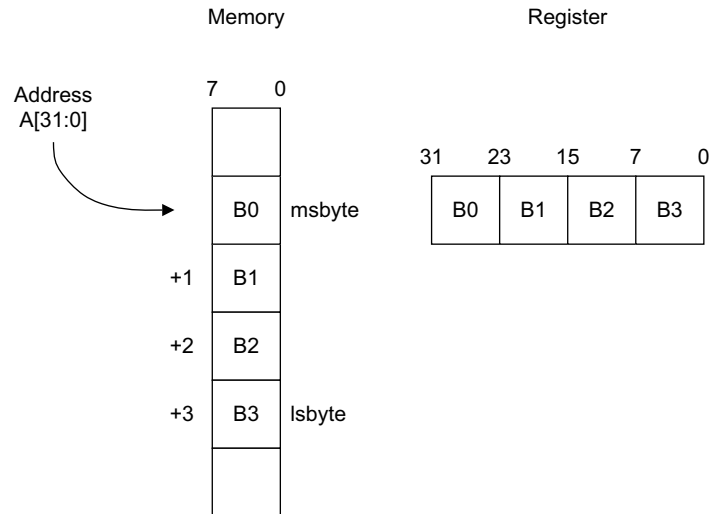 Memory
Register
7 0
Address
A[31:0]
31 23 15 7 0
B0 msbyte
B0 B1 B2 B3
+1 B1
+2 B2
+3 B3 lsbyte